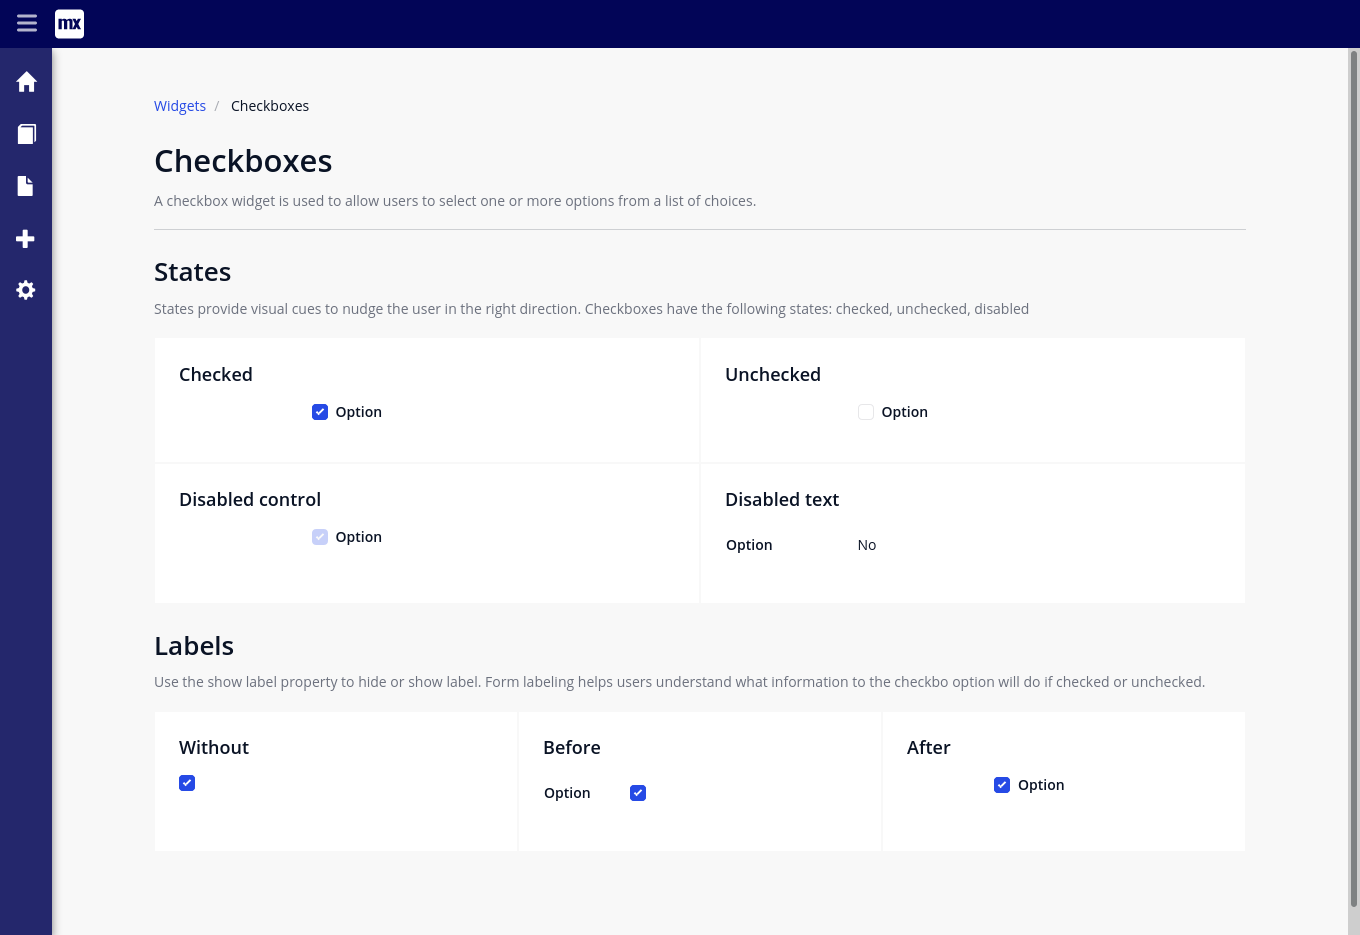 mx
Widgets / Checkboxes
Checkboxes
A checkbox widget is used to allow users to select one or more options from a list of choices.
States
States provide visual cues to nudge the user in the right direction. Checkboxes have the following states: checked, unchecked, disabled
Checked
Option
Unchecked
Option
Disabled control
Option
Disabled text
Option No
Labels
Use the show label property to hide or show label. Form labeling helps users understand what information to the checkbo option will do if checked or unchecked.
Without
Before
Option
After
Option